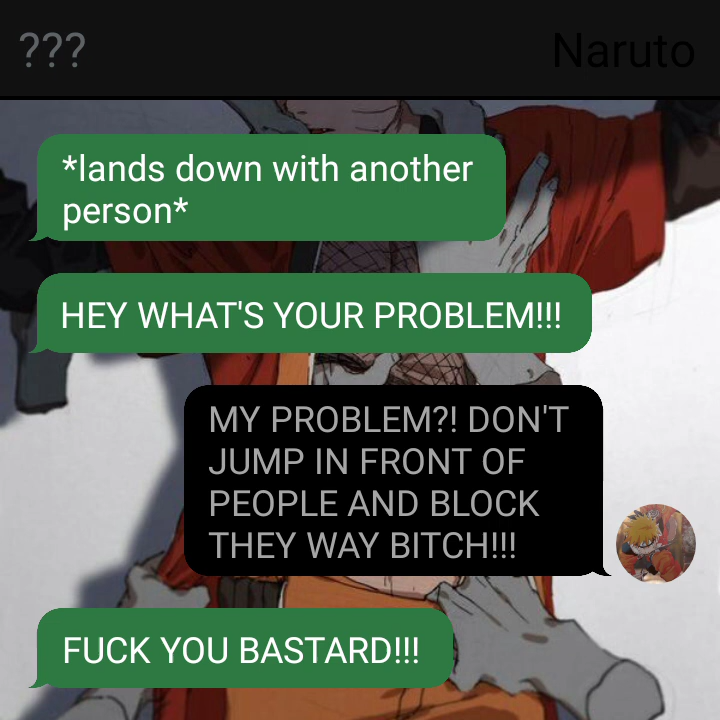 ???
Naruto
*lands down with another
person*
HEY WHAT'S YOUR PROBLEM!!!
MY PROBLEM?! DON'T
JUMP IN FRONT OF
PEOPLE AND BLOCK
THEY WAY BITCH!!!
FUCK YOU BASTARD!!!